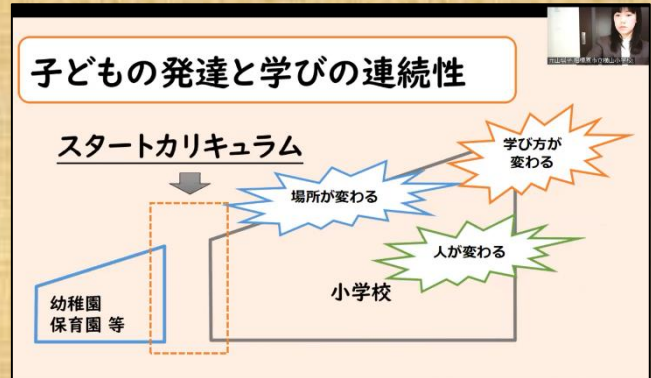 子どもの発達と学びの連続性
スタートカリキュラム
学び方が
変わる
場所が変わる
人が変わる
小学校
幼稚園
保育園 等